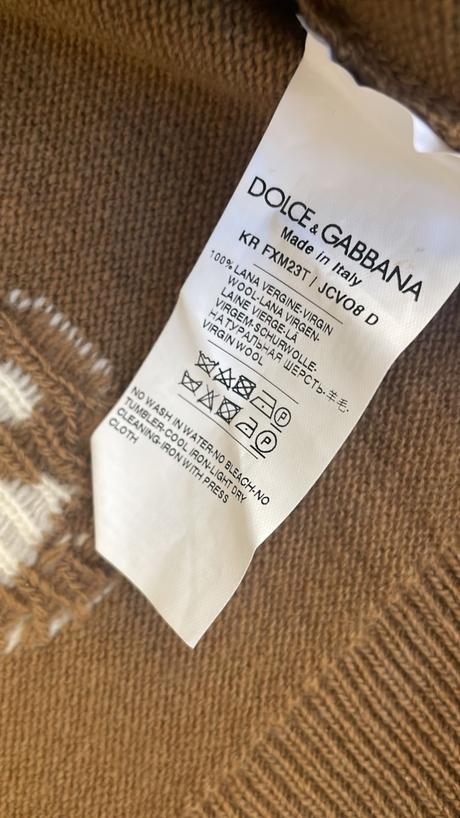 DOLCE & GABBANA
Made in Italy
KR FXM23T / JCVO8 D
100% LANA VERGINE-VIRGIN
WOOL-LANA VIRGEN-
LAINE VIERGE-LÃ
VIRGEM-SCHURWOLLE-
НАТУРАЛЬНАЯ ШЕРСТЬ-羊毛.
VIRGIN WOOL
P
P
NO WASH IN WATER-NO BLEACH-NO
TUMBLER-COOL IRON-LIGHT DRY
CLEANING-IRON WITH PRESS
CLOTH